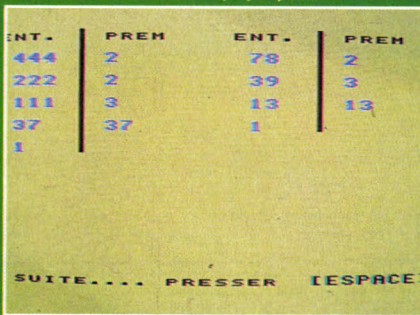 ENT. PREM ENT. PREM
444 2 78 2
222 2 39 3
111 3 13 13
37 37 1
1
SUITE.... PRESSER [ESPACE